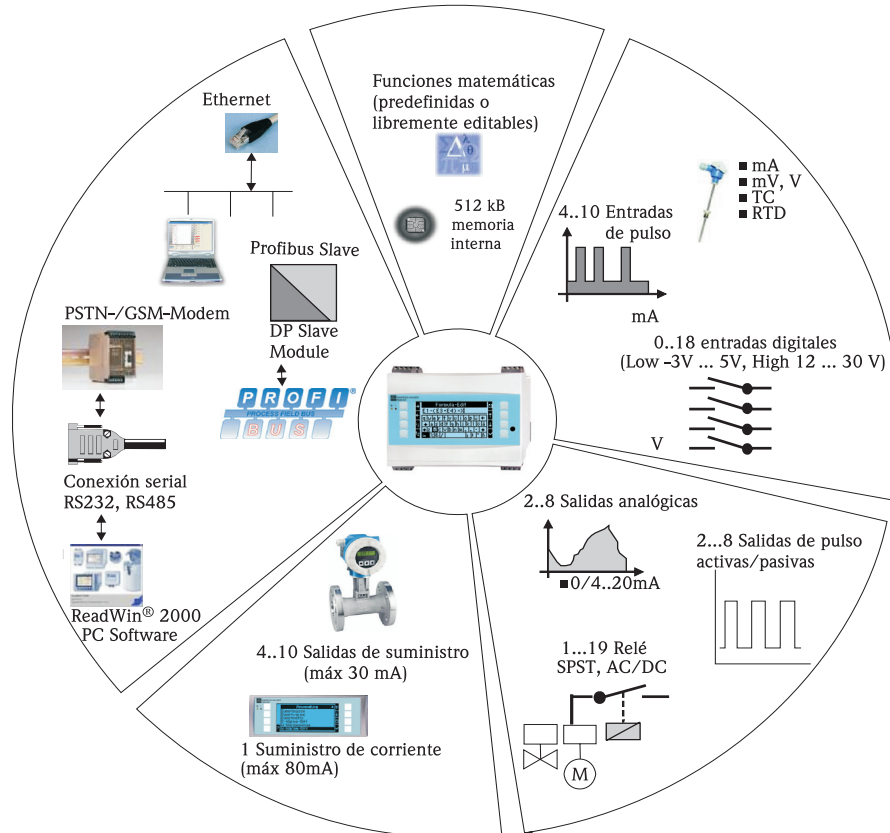 Funciones matemáticas
(predefinidas o
libremente editables)
512 kB
memoria
interna
Ethernet
Profibus Slave
DP Slave
Module
PROFI®
PROCESS FIELD BUS
BUS
PSTN-/GSM-Modem
Conexión serial
RS232, RS485
ReadWin® 2000
PC Software
■ mA
■ mV, V
■ TC
■ RTD
4..10 Entradas
de pulso
mA
0..18 entradas digitales
(Low -3V ... 5V, High 12 ... 30 V)
V
Formula-Edit
2...8 Salidas analógicas
■ 0/4..20mA
2...8 Salidas de pulso
activas/pasivas
1...19 Relé
SPST, AC/DC
M
4..10 Salidas de suministro
(máx 30 mA)
1 Suministro de corriente
(máx 80mA)